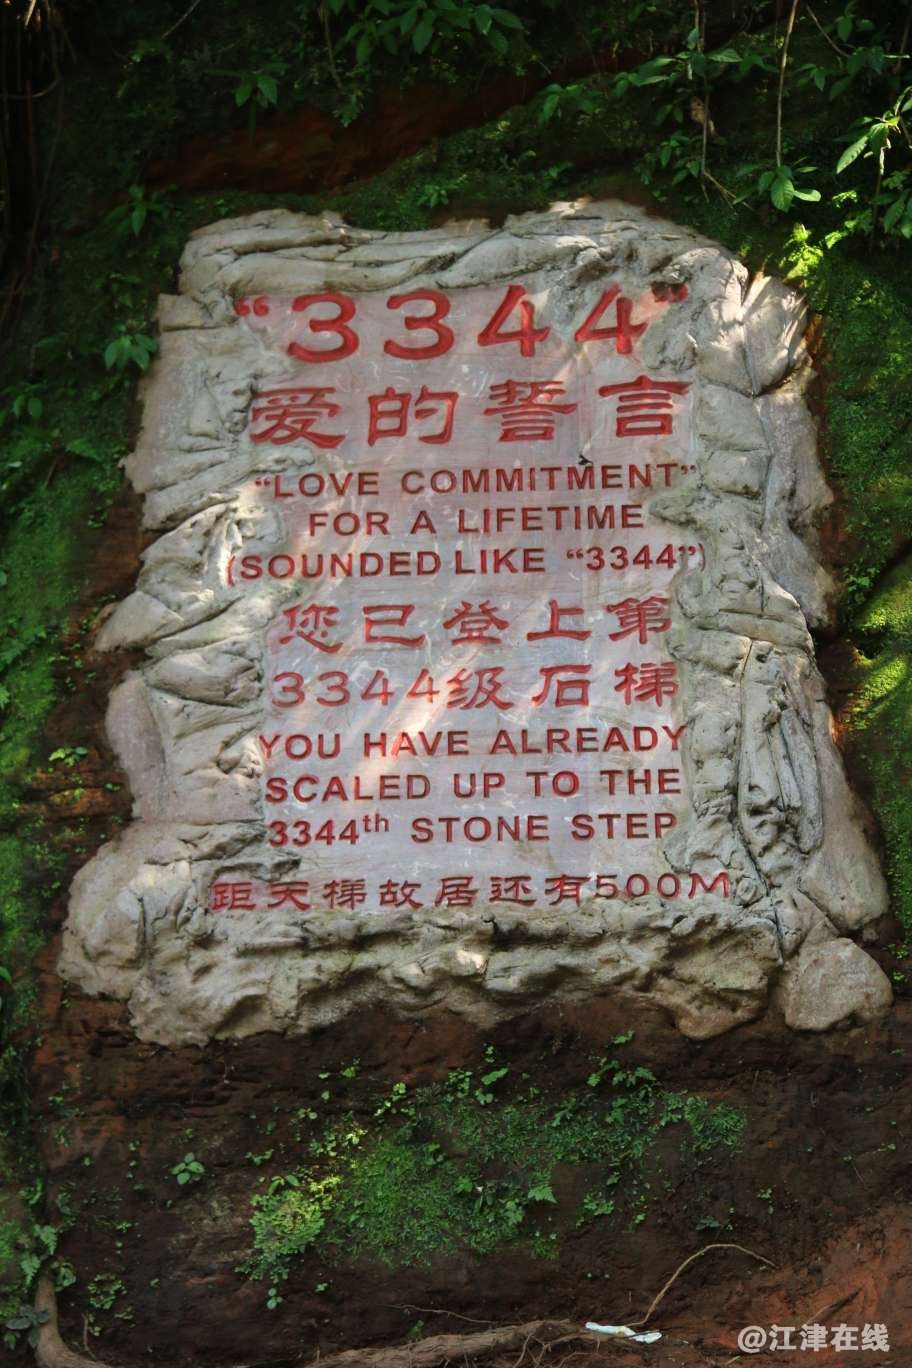 “3344”
爱的誓言
“LOVE COMMITMENT”
FOR A LIFETIME
(SOUNDED LIKE “3344”)
您已登上第
3344级石梯
YOU HAVE ALREADY
SCALED UP TO THE
3344th STONE STEP
距天梯故居还有500M
@江津在线